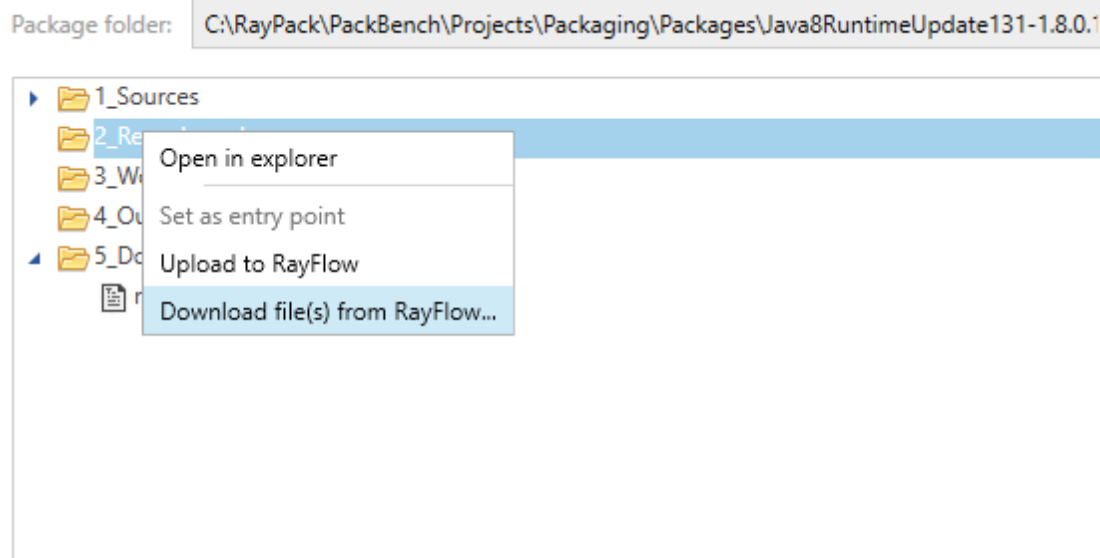 Package folder: C:\RayPack\PackBench\Projects\Packaging\Packages\Java8RuntimeUpdate131-1.8.0.1
1_Sources
2_Re
Open in explorer
3_Wo
4_Ou
Set as entry point
5_Do
Upload to RayFlow
Download file(s) from RayFlow...